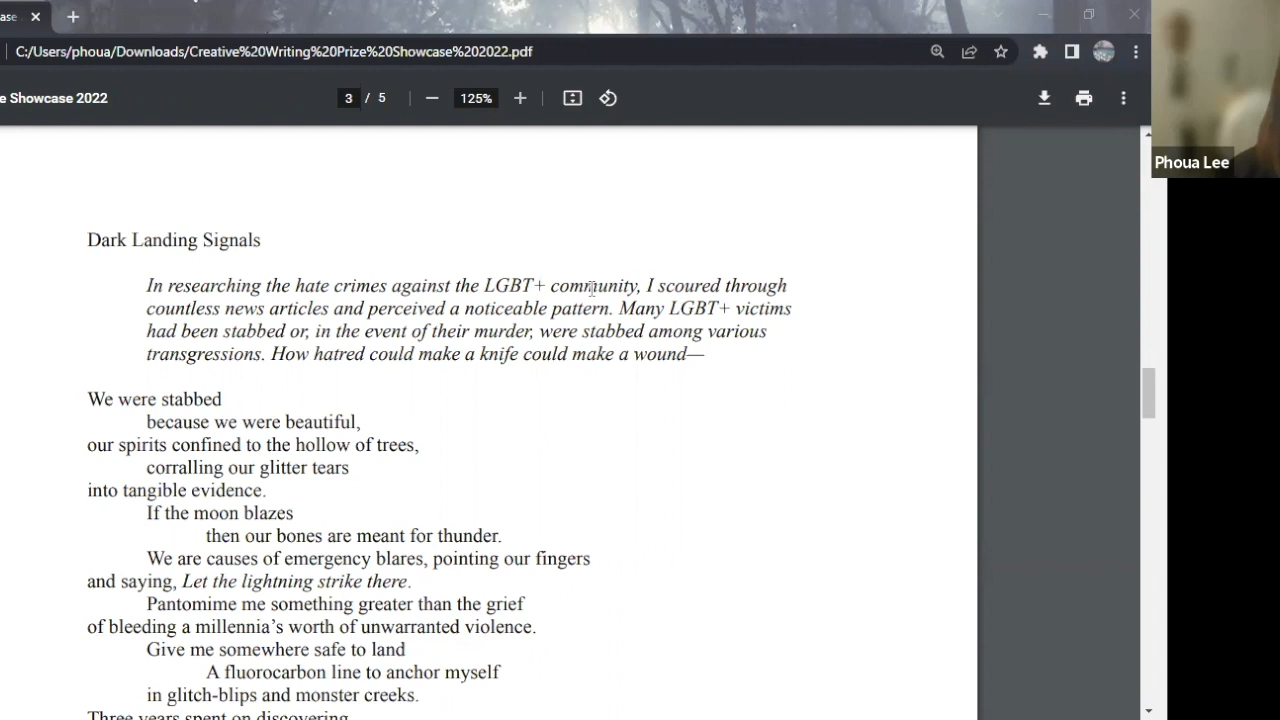 ase
C:/Users/phoua/Downloads/Creative%20Writing%20Prize%20Showcase%202022.pdf
e Showcase 2022
3 / 5
125%
Phoua Lee
Dark Landing Signals
In researching the hate crimes against the LGBT+ community, I scoured through
countless news articles and perceived a noticeable pattern. Many LGBT+ victims
had been stabbed or, in the event of their murder, were stabbed among various
transgressions. How hatred could make a knife could make a wound—
We were stabbed
because we were beautiful,
our spirits confined to the hollow of trees,
corralling our glitter tears
into tangible evidence.
If the moon blazes
then our bones are meant for thunder.
We are causes of emergency blares, pointing our fingers
and saying, Let the lightning strike there.
Pantomime me something greater than the grief
of bleeding a millennia's worth of unwarranted violence.
Give me somewhere safe to land
A fluorocarbon line to anchor myself
in glitch-blips and monster creeks.
Three years spent on discovering